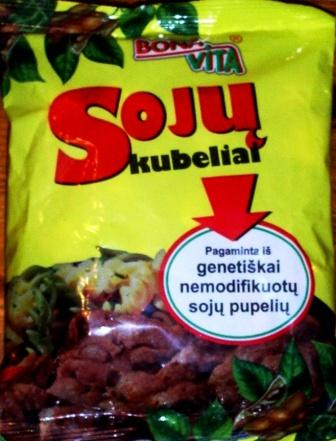 BONA
VITA
Sojų
kubeliai
Pagaminta iš
genetiškai
nemodifikuotų
sojų pupelių